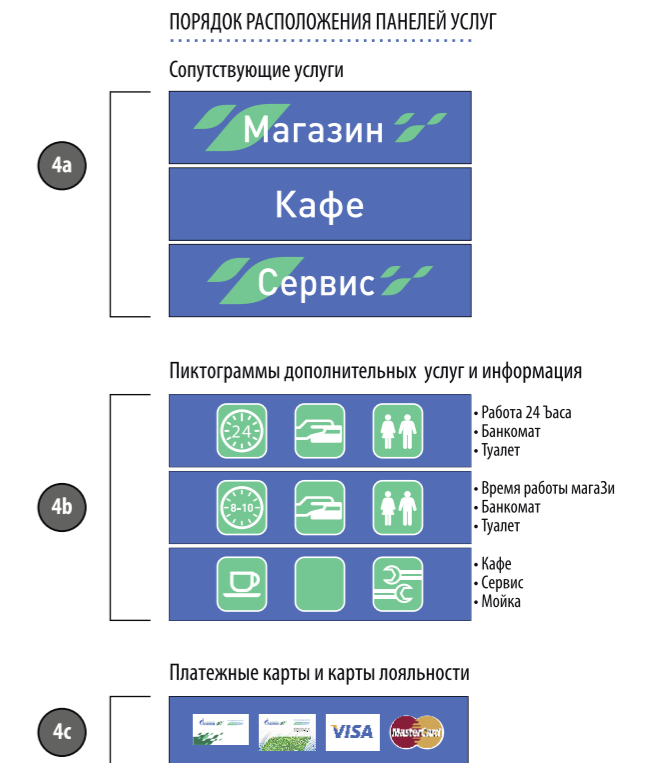 ПОРЯДОК РАСПОЛОЖЕНИЯ ПАНЕЛЕЙ УСЛУГ
Сопутствующие услуги
4a
Магазин
Кафе
Сервис
Пиктограммы дополнительных услуг и информация
4b
24
• Работа 24 Ъаса
• Банкомат
• Туалет
8-10
• Время работы магаЗи
• Банкомат
• Туалет
• Кафе
• Сервис
• Мойка
Платежные карты и карты лояльности
4c
VISA
MasterCard